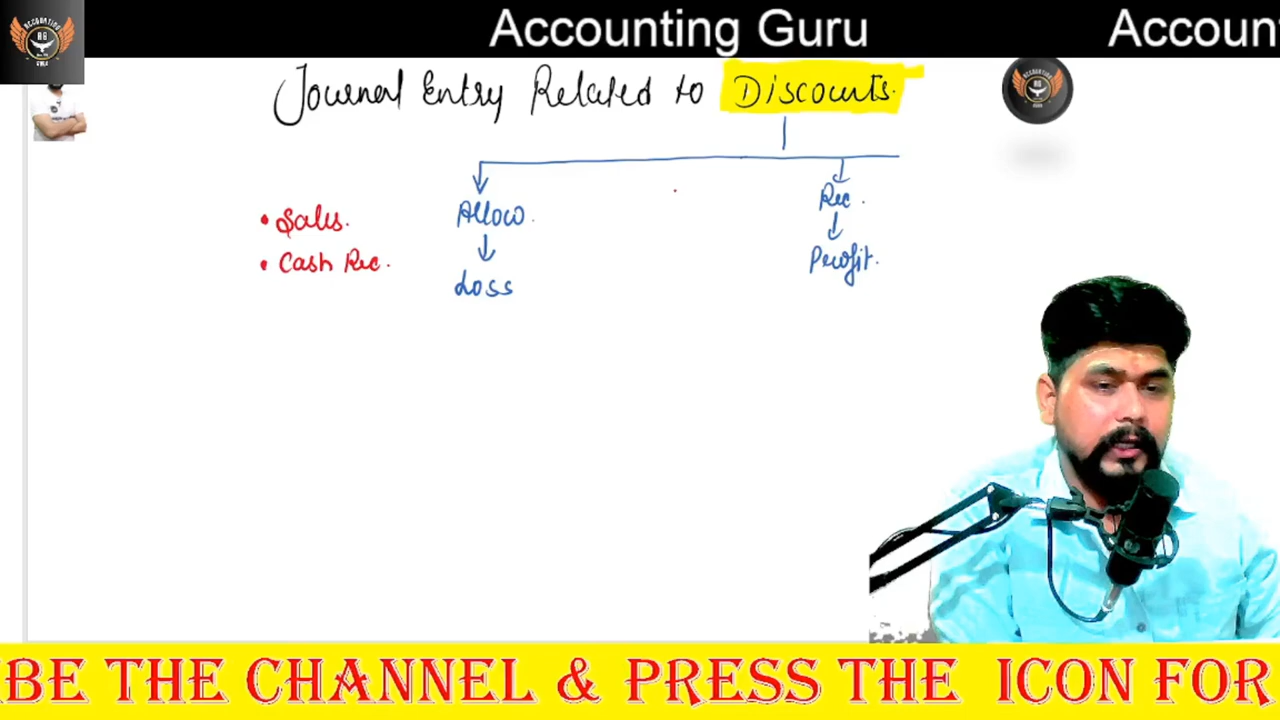 Accounting Guru
Accoun
Journal Entry Related to Discounts.
Allow.
Rec.
• Sales.
• Cash Rec.
Loss
Profit.
BE THE CHANNEL & PRESS THE ICON FOR